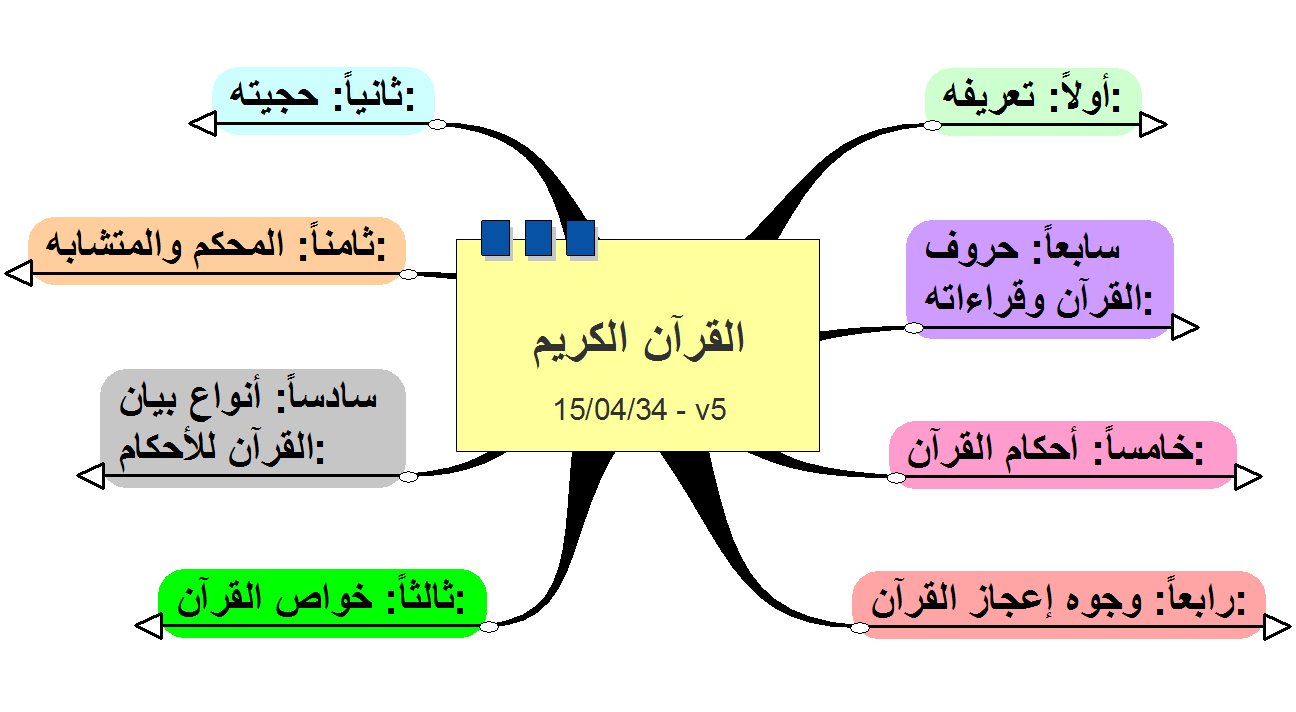 القرآن الكريم
15/04/34 - v5
أولاً: تعريفه:
ثانياً: حجيته:
سابعاً: حروف
القرآن وقراءاته:
ثامناً: المحكم والمتشابه:
خامساً: أحكام القرآن:
سادساً: أنواع بيان
القرآن للأحكام:
رابعاً: وجوه إعجاز القرآن:
ثالثاً: خواص القرآن: